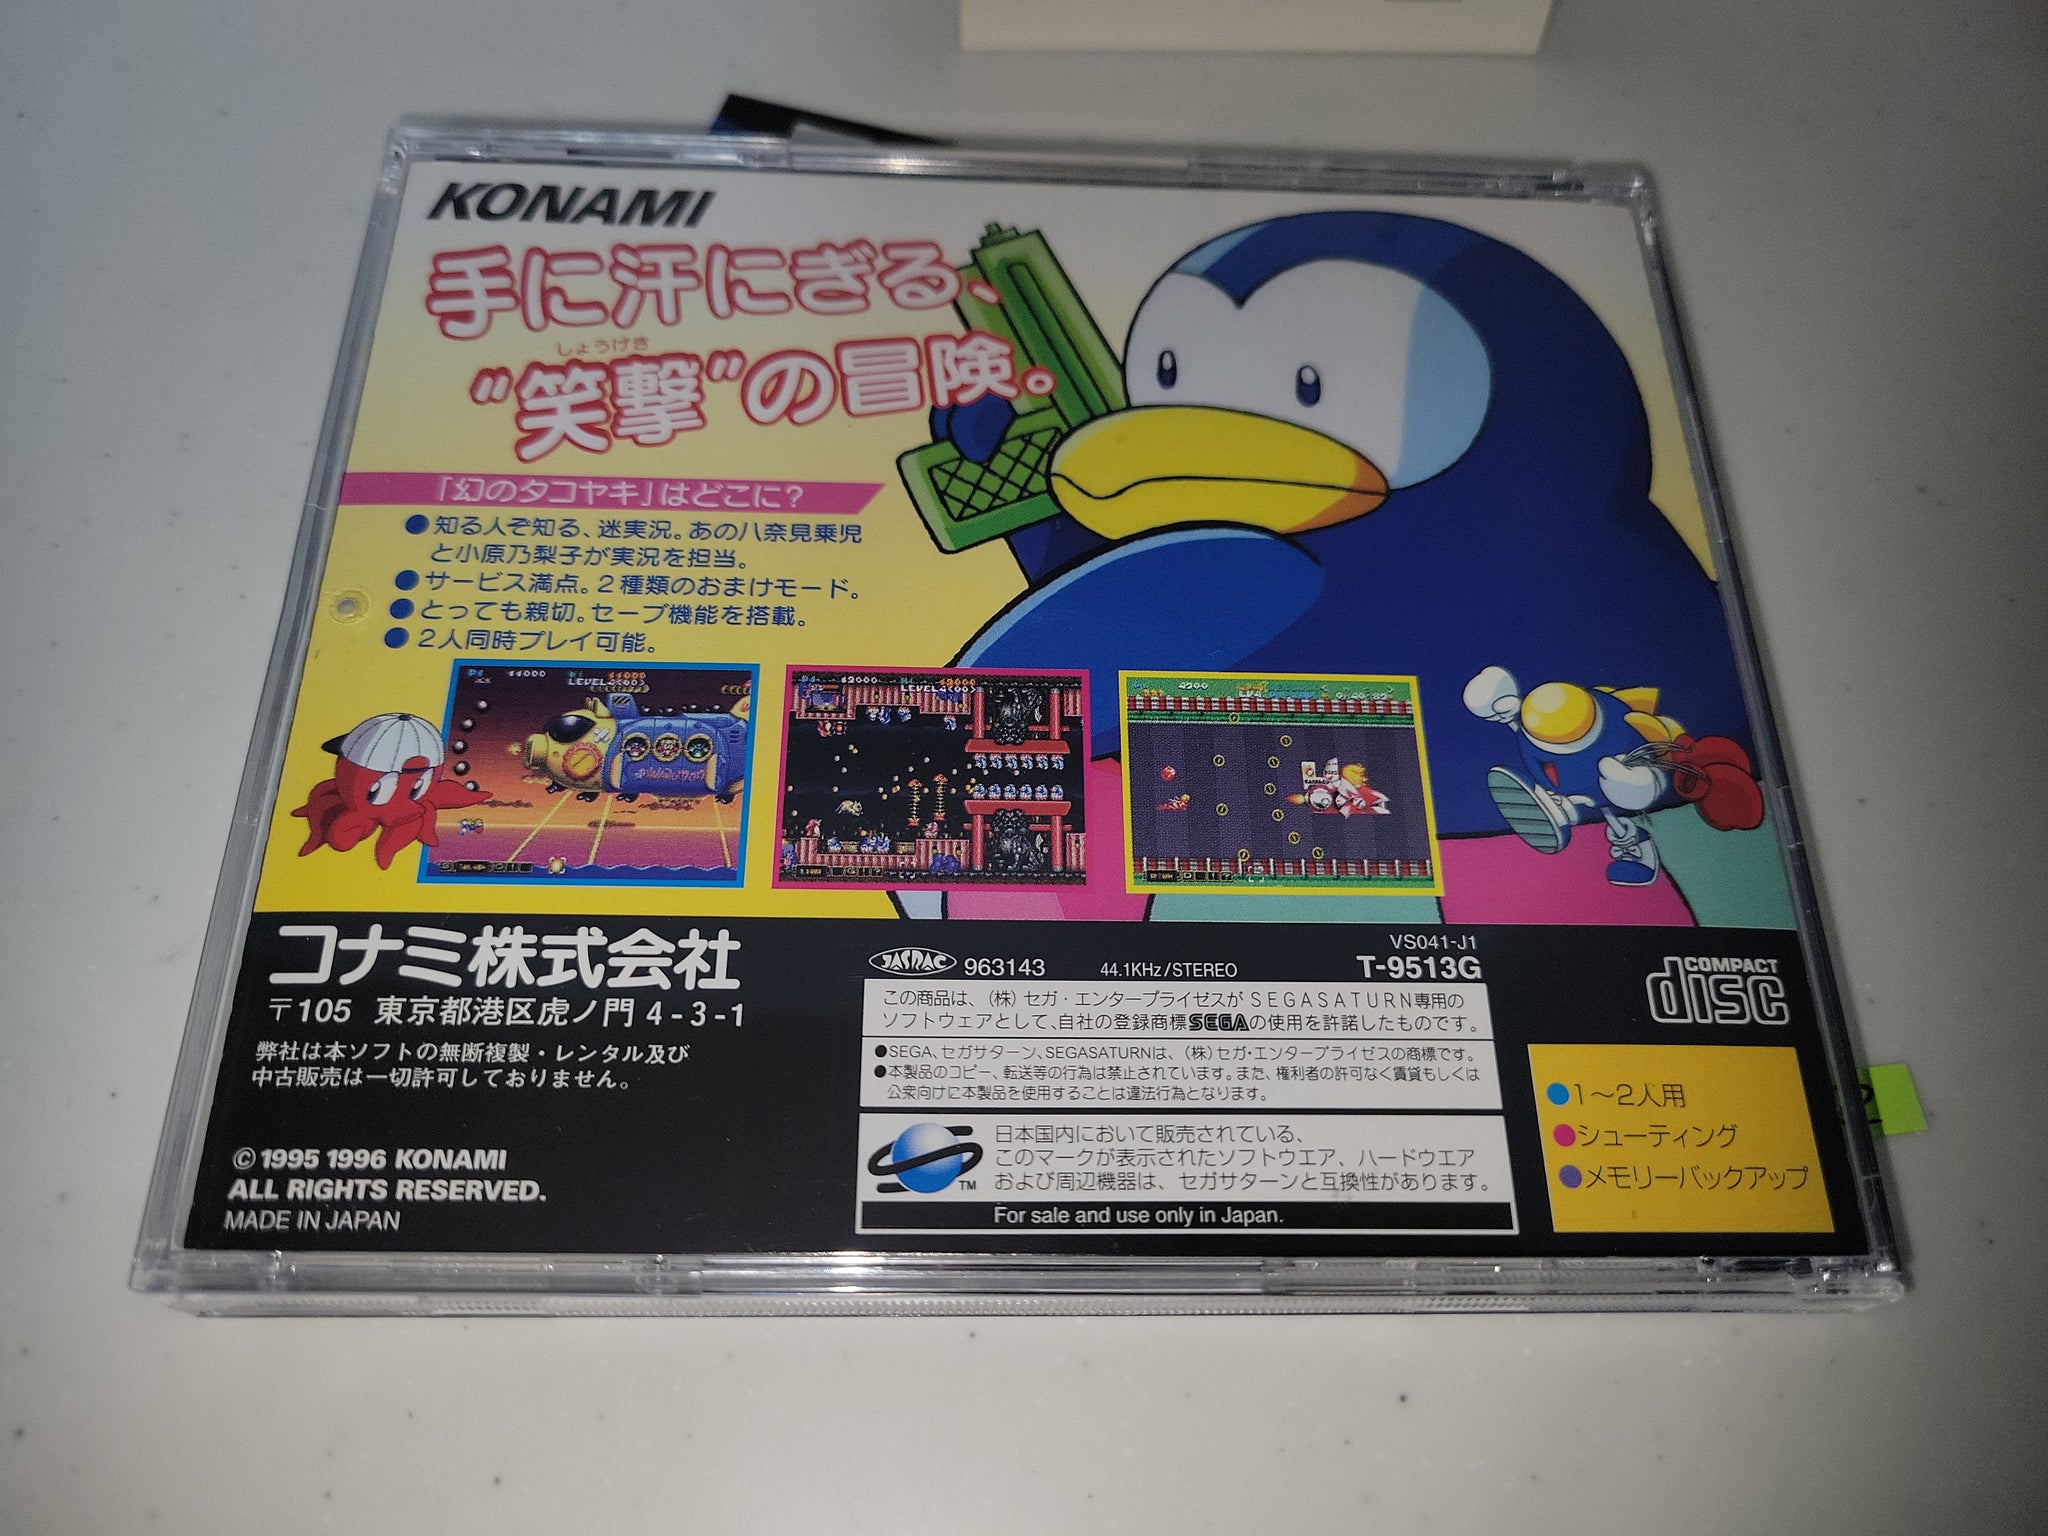 KONAMI
手に汗にぎる、
しょうげき
"笑撃"の冒険。
「幻のタコヤキ」はどこに?
●知る人ぞ知る、迷実況。あの八奈見乗児
と小原乃梨子が実況を担当。
●サービス満点。2種類のおまけモード。
●とっても親切。セーブ機能を搭載。
●2人同時プレイ可能。
コナミ株式会社
〒105 東京都港区虎ノ門4-3-1
弊社は本ソフトの無断複製・レンタル及び
中古販売は一切許可しておりません。
©1995 1996 KONAMI
ALL RIGHTS RESERVED.
MADE IN JAPAN
JASRAC 963143 44.1KHz/STEREO
VS041-J1
T-9513G
この商品は、(株)セガ・エンタープライゼスがSEGASATURN専用の
ソフトウェアとして、自社の登録商標SEGAの使用を許諾したものです。
●SEGA、セガサターン、SEGASATURNは、(株)セガ・エンタープライゼスの商標です。
●本製品のコピー、転送等の行為は禁止されています。また、権利者の許可なく賃貸もしくは
公衆向けに本製品を使用することは違法行為となります。
日本国内において販売されている、
このマークが表示されたソフトウエア、ハードウエア
および周辺機器は、セガサターンと互換性があります。
TM
For sale and use only in Japan.
COMPACT
disc
●1~2人用
●シューティング
●メモリーバックアップ